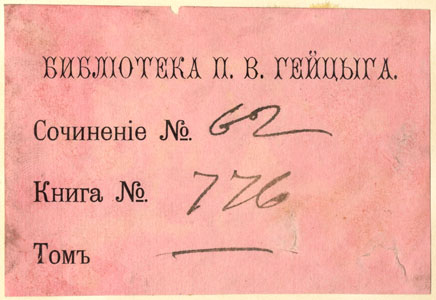 БИБЛІОТЕКА П. В. ГЕЙЦЫГА.
Сочиненіе №. 62
Книга №. 776
Томъ —